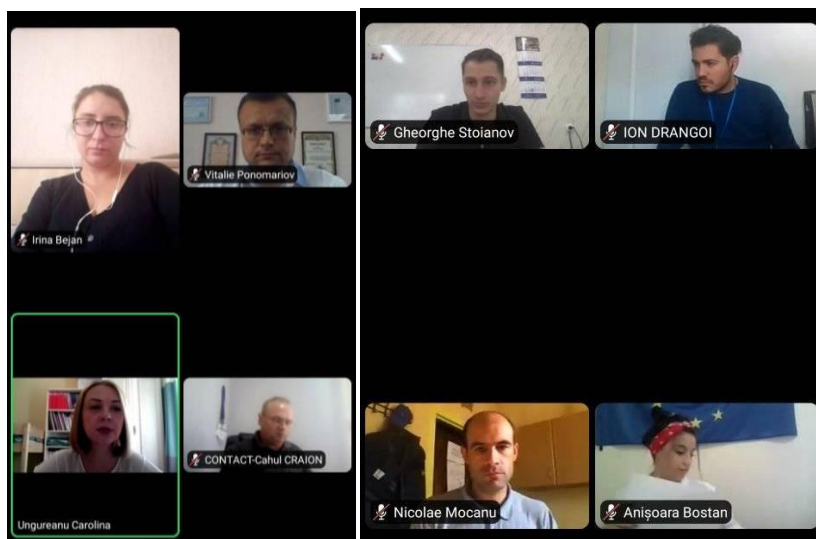 Irina Bejan
Vitalie Ponomariov
Ungureanu Carolina
CONTACT-Cahul CRAION
Gheorghe Stoianov
ION DRANGOI
Nicolae Mocanu
Anișoara Bostan